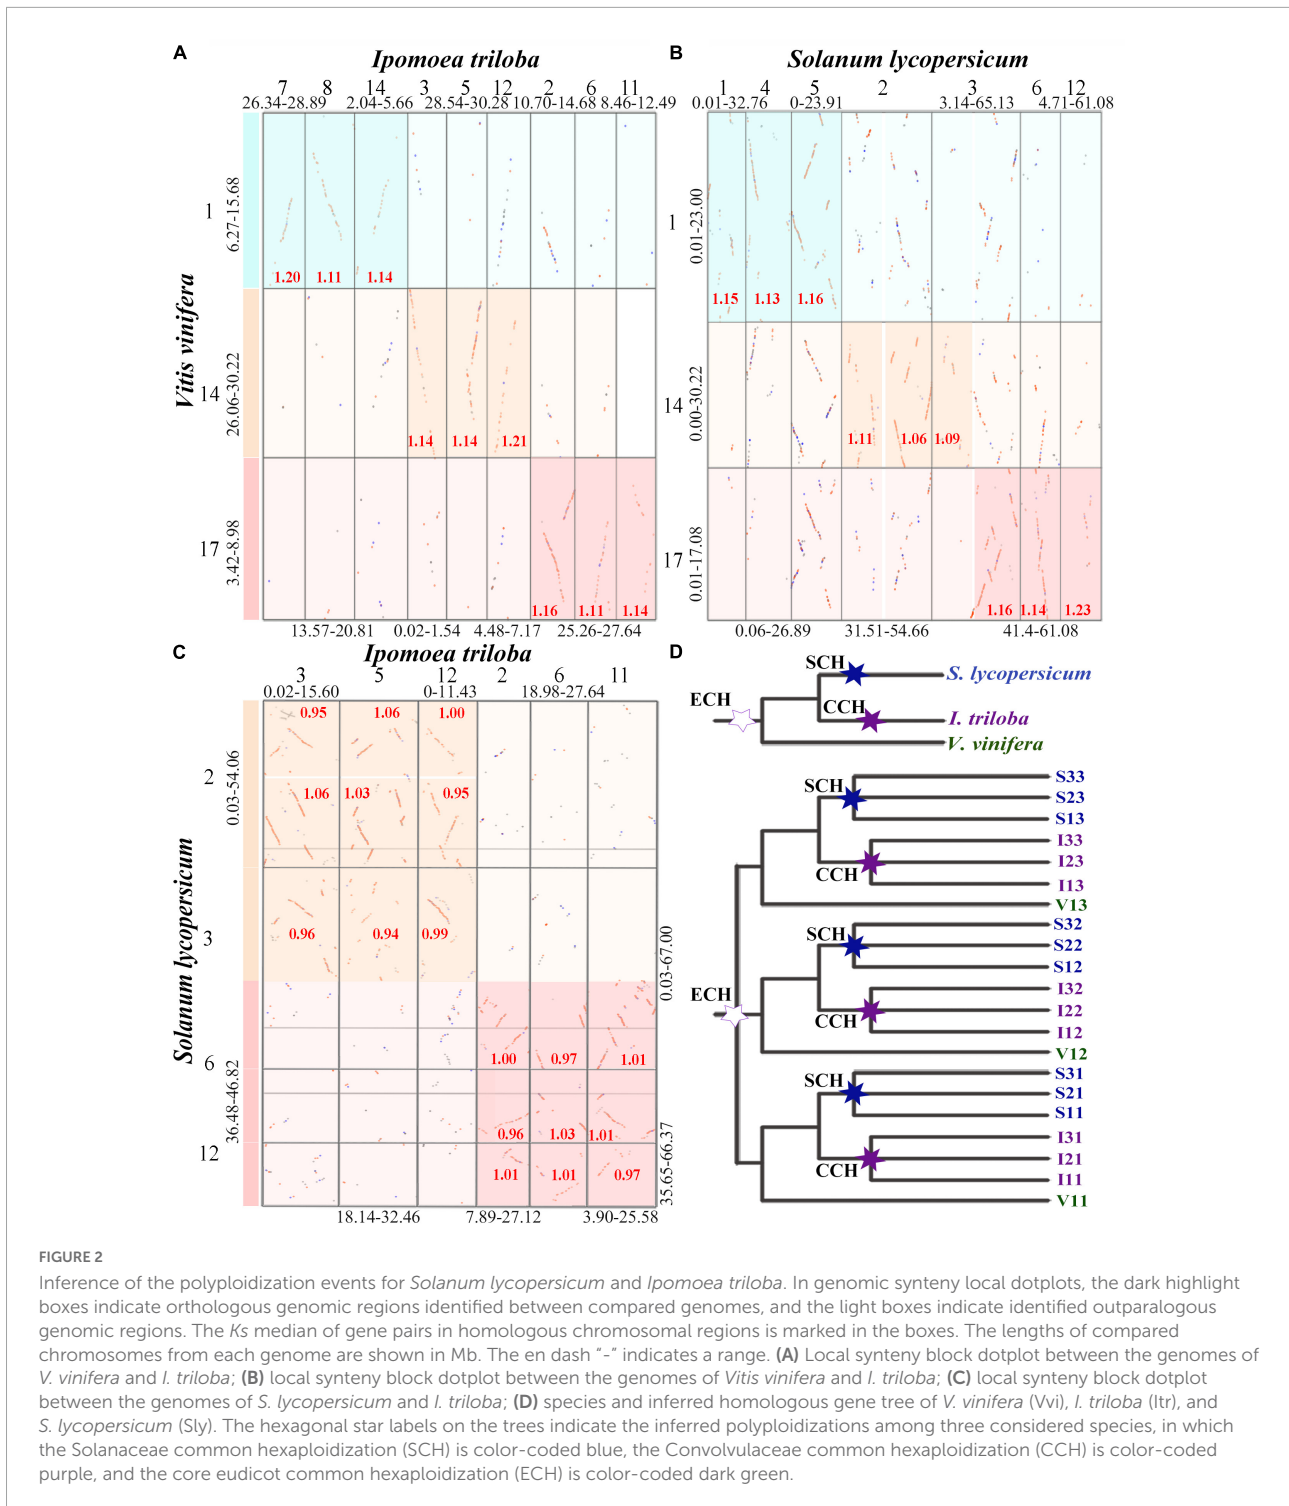 A
Ipomoea triloba
7 8 14 3 5 12 2 6 11
26.34-28.89 2.04-5.66 28.54-30.28 10.70-14.68 8.46-12.49
Vitis vinifera
1
6.27-15.68
1.20 1.11 1.14
14
26.06-30.22
1.14 1.14 1.21
17
3.42-8.98
1.16 1.11 1.14
13.57-20.81 0.02-1.54 4.48-7.17 25.26-27.64
B
Solanum lycopersicum
1 4 5 2 3 6 12
0.01-32.76 0-23.91 3.14-65.13 4.71-61.08
1
0.01-23.00
1.15 1.13 1.16
14
0.00-30.22
1.11 1.06 1.09
17
0.01-17.08
1.16 1.14 1.23
0.06-26.89 31.51-54.66 41.4-61.08
C
Ipomoea triloba
3 5 12 2 6 11
0.02-15.60 0-11.43 18.98-27.64
Solanum lycopersicum
2
0.03-54.06
0.95 1.06 1.00
1.06 1.03 0.95
3
0.03-67.00
0.96 0.94 0.99
6
36.48-46.82
1.00 0.97 1.01
0.96 1.03 1.01
12
35.65-66.37
1.01 1.01 0.97
18.14-32.46 7.89-27.12 3.90-25.58
D
SCH
S. lycopersicum
ECH
CCH
I. triloba
V. vinifera
S33
SCH
S23
S13
I33
I23
CCH
I13
V13
S32
SCH
S22
S12
I32
ECH
I22
CCH
I12
V12
S31
SCH
S21
S11
I31
I21
CCH
I11
V11
FIGURE 2
Inference of the polyploidization events for Solanum lycopersicum and Ipomoea triloba. In genomic synteny local dotplots, the dark highlight
boxes indicate orthologous genomic regions identified between compared genomes, and the light boxes indicate identified outparalogous
genomic regions. The Ks median of gene pairs in homologous chromosomal regions is marked in the boxes. The lengths of compared
chromosomes from each genome are shown in Mb. The en dash “-” indicates a range. (A) Local synteny block dotplot between the genomes of
V. vinifera and I. triloba; (B) local synteny block dotplot between the genomes of Vitis vinifera and I. triloba; (C) local synteny block dotplot
between the genomes of S. lycopersicum and I. triloba; (D) species and inferred homologous gene tree of V. vinifera (Vvi), I. triloba (Itr), and
S. lycopersicum (Sly). The hexagonal star labels on the trees indicate the inferred polyploidizations among three considered species, in which
the Solanaceae common hexaploidization (SCH) is color-coded blue, the Convolvulaceae common hexaploidization (CCH) is color-coded
purple, and the core eudicot common hexaploidization (ECH) is color-coded dark green.